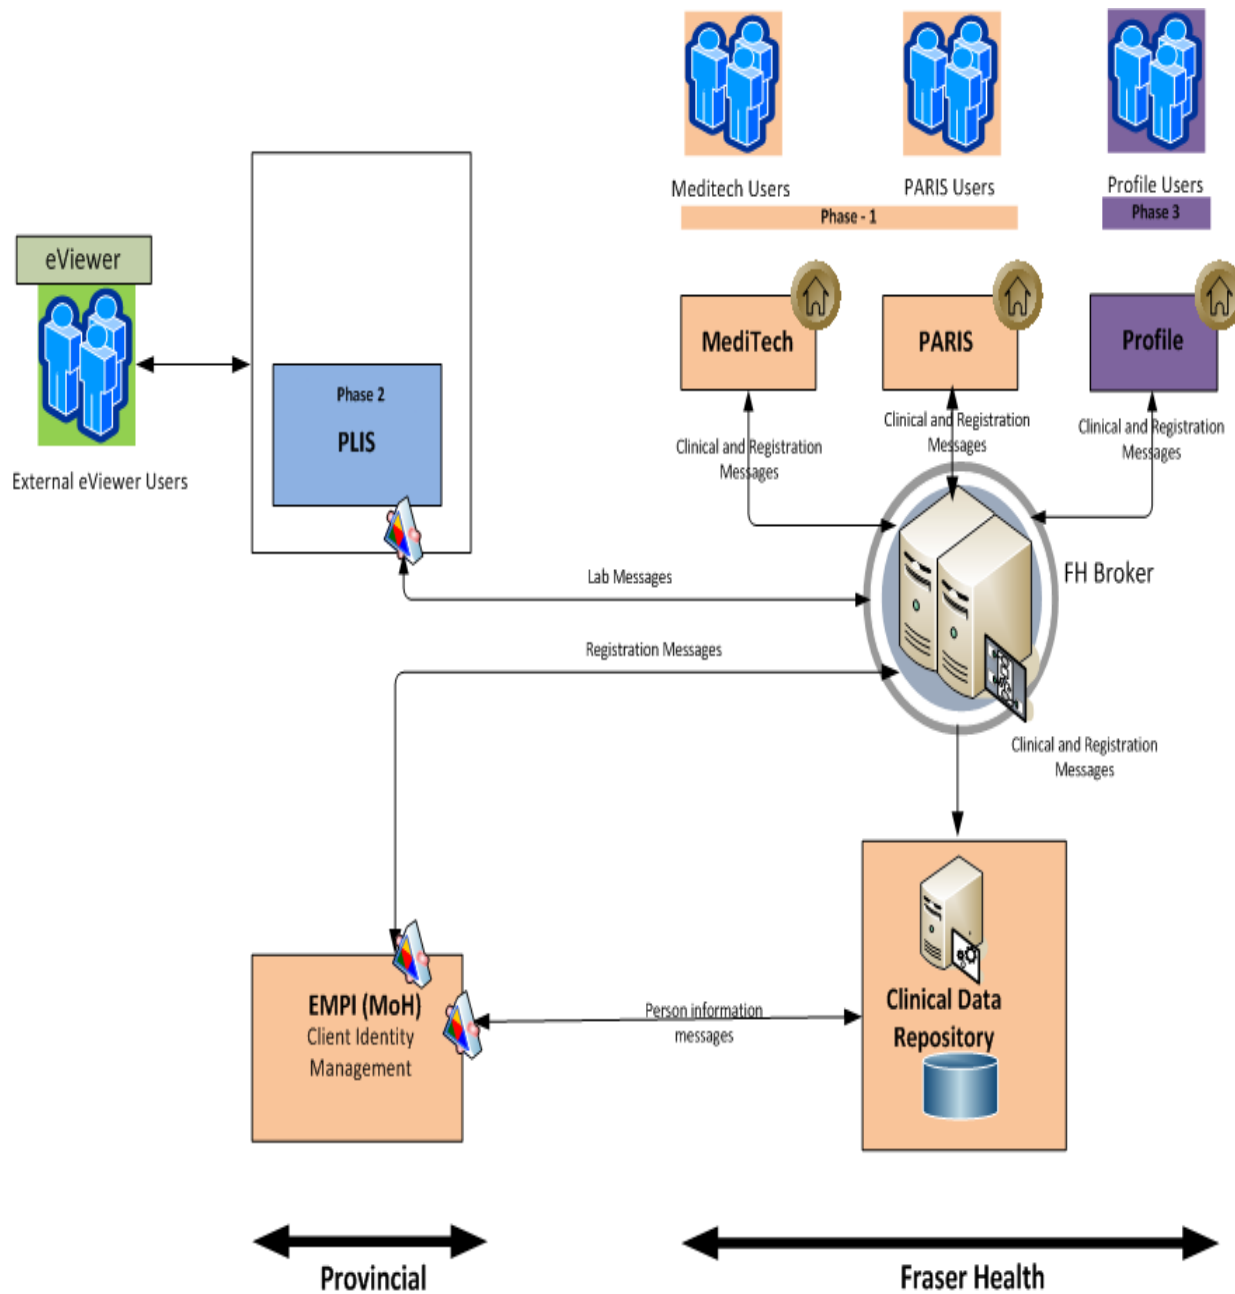 Meditech Users
PARIS Users
Profile Users
Phase - 1
Phase 3
eViewer
External eViewer Users
Phase 2
PLIS
MediTech
PARIS
Profile
Clinical and Registration
Messages
Clinical and Registration
Messages
Clinical and Registration
Messages
FH Broker
Lab Messages
Registration Messages
Clinical and Registration
Messages
EMPI (MoH)
Client Identity
Management
Person information
messages
Clinical Data
Repository
Provincial
Fraser Health